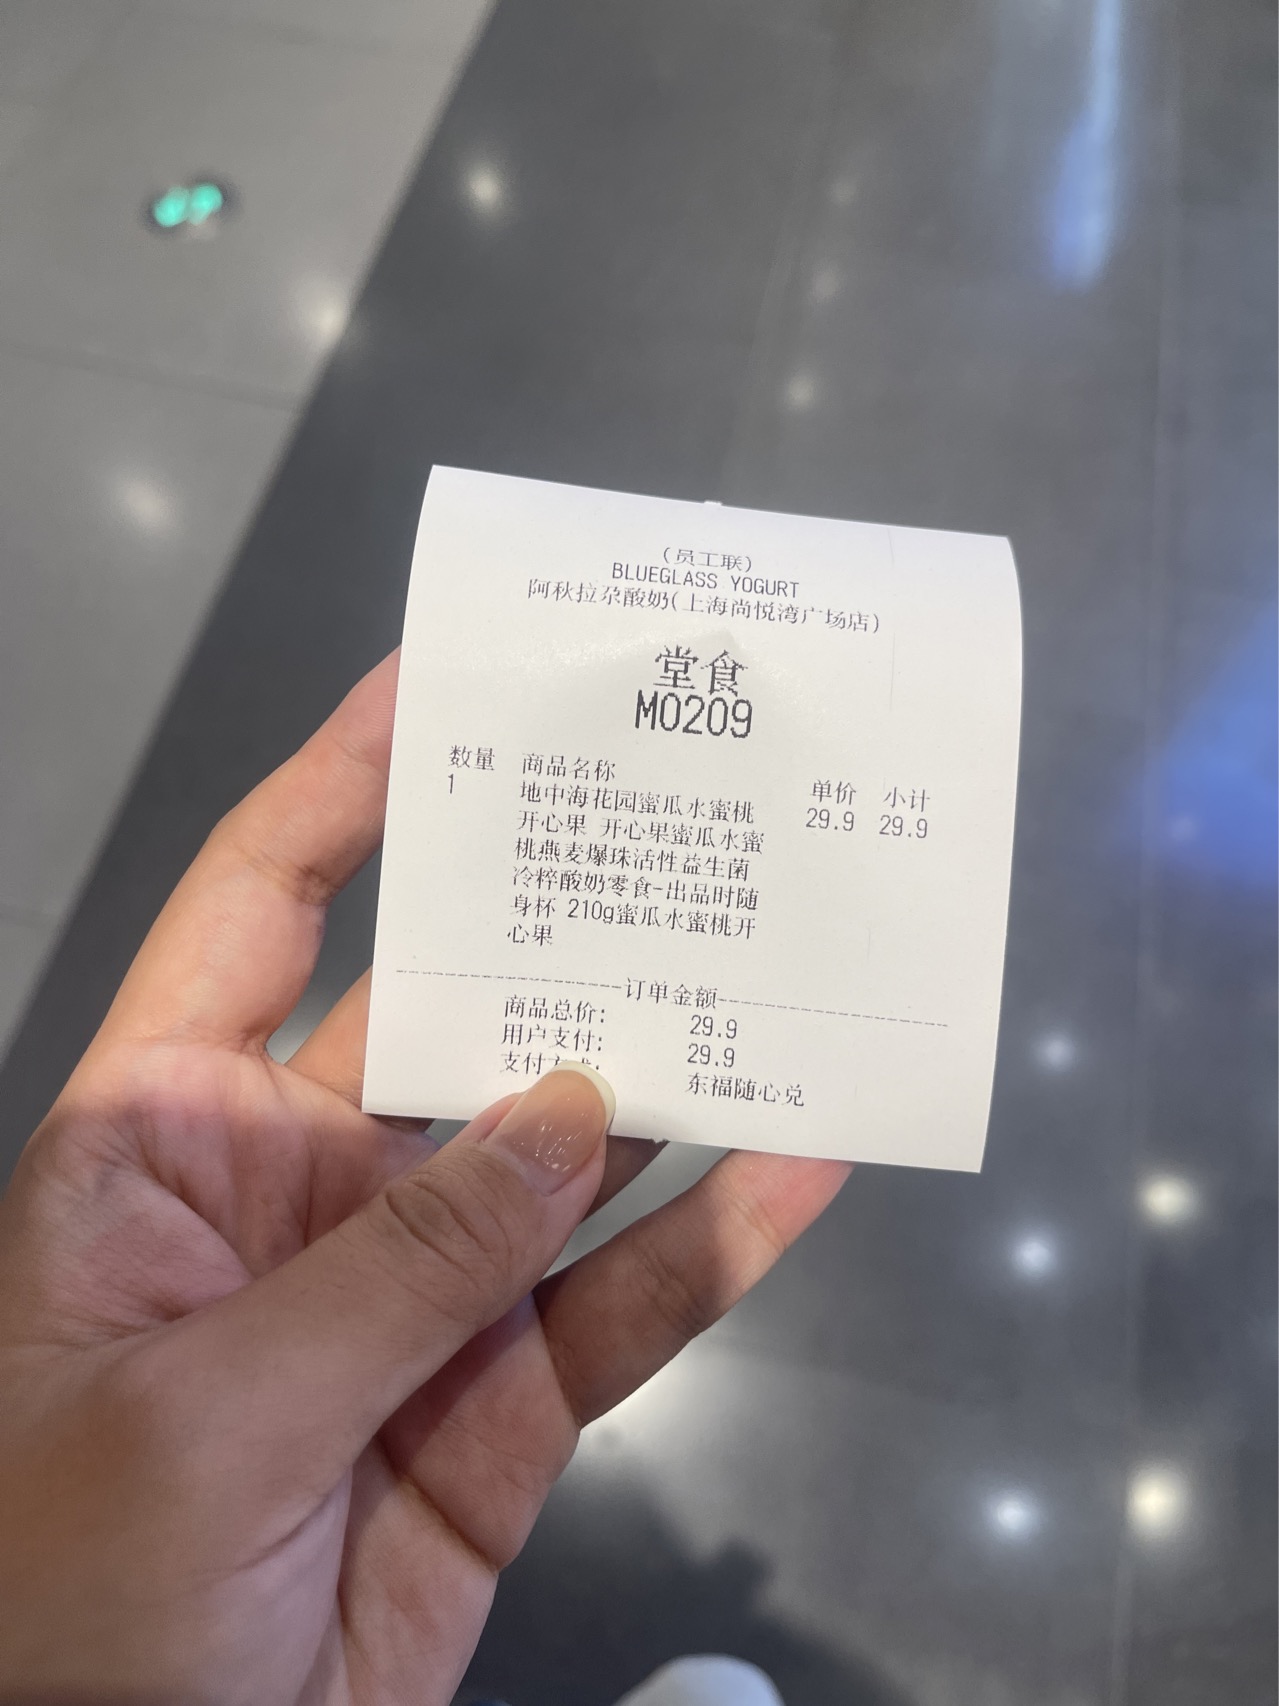 (员工联)
BLUEGLASS YOGURT
阿秋拉尕酸奶(上海尚悦湾广场店)
堂食
M0209
数量 商品名称 单价 小计
1 地中海花园蜜瓜水蜜桃 29.9 29.9
开心果 开心果蜜瓜水蜜
桃燕麦爆珠活性益生菌
冷粹酸奶零食-出品时随
身杯 210g蜜瓜水蜜桃开
心果
订单金额
商品总价: 29.9
用户支付: 29.9
支付方式: 东福随心兑